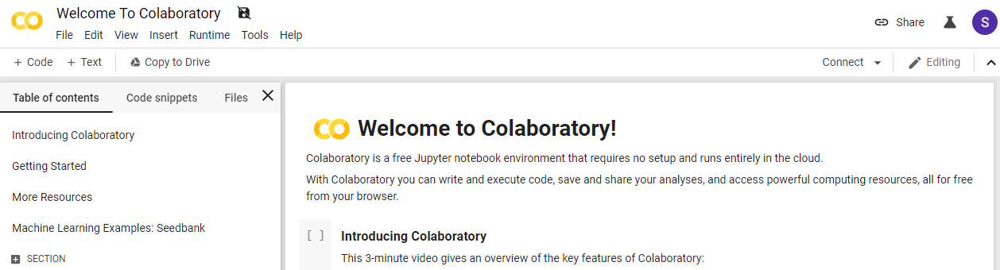 Welcome To Colaboratory
File Edit View Insert Runtime Tools Help
Share
S
+ Code + Text Copy to Drive
Connect Editing
Table of contents Code snippets Files
Introducing Colaboratory
Getting Started
More Resources
Machine Learning Examples: Seedbank
SECTION
Welcome to Colaboratory!
Colaboratory is a free Jupyter notebook environment that requires no setup and runs entirely in the cloud.
With Colaboratory you can write and execute code, save and share your analyses, and access powerful computing resources, all for free
from your browser.
[ ] Introducing Colaboratory
This 3-minute video gives an overview of the key features of Colaboratory: